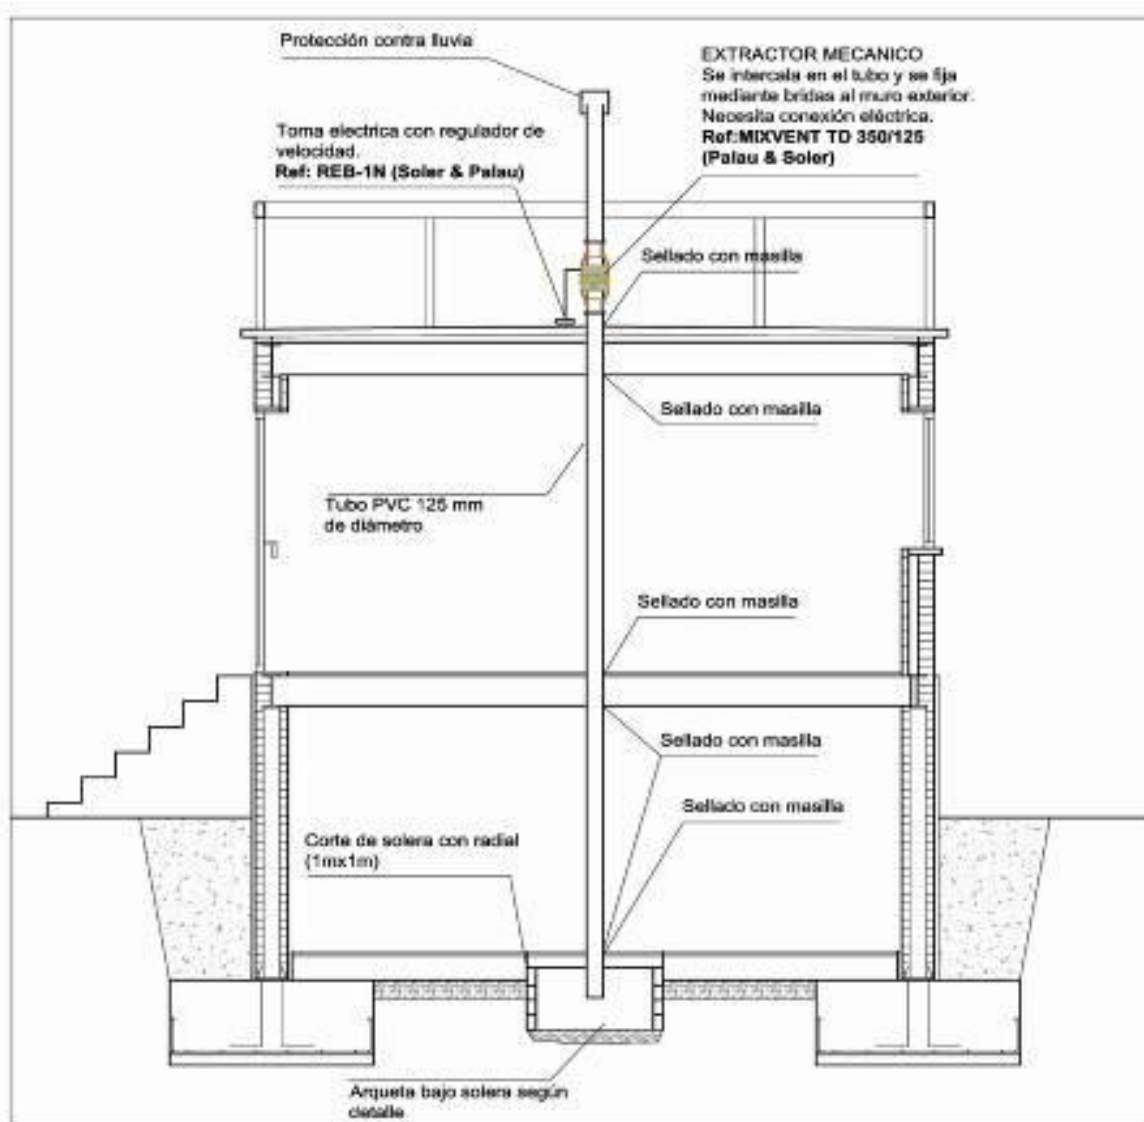 Protección contra lluvia
EXTRACTOR MECANICO
Se intercala en el tubo y se fija
mediante bridas al muro exterior.
Necesita conexión eléctrica.
Ref:MIXVENT TD 350/125
(Palau & Soler)
Toma electrica con regulador de
velocidad.
Ref: REB-1N (Soler & Palau)
Sellado con masilla
Sellado con masilla
Tubo PVC 125 mm
de diámetro
Sellado con masilla
Sellado con masilla
Sellado con masilla
Corte de solera con radial
(1mx1m)
Arqueta bajo solera según
detalle